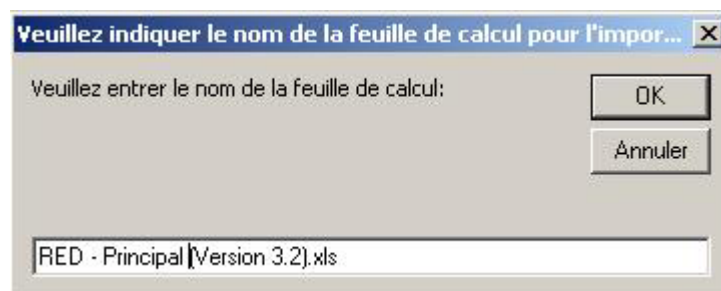 Veuillez indiquer le nom de la feuille de calcul pour l'impor...
Veuillez entrer le nom de la feuille de calcul:
OK
Annuler
RED - Principal (Version 3.2).xls